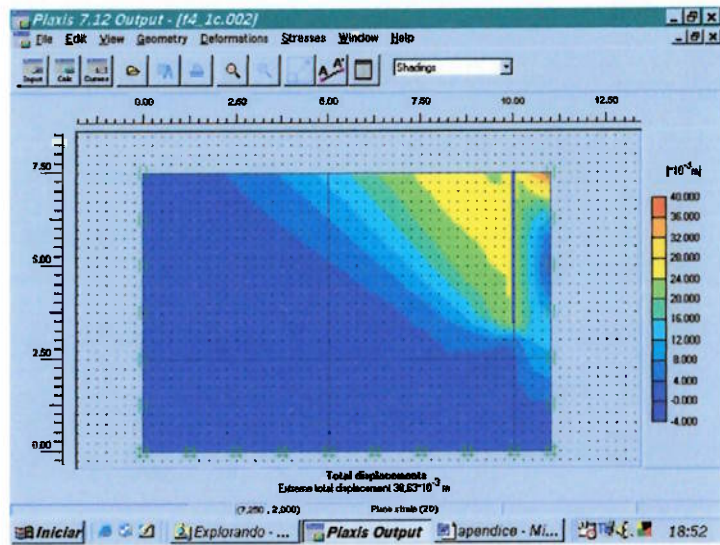 Plaxis 7.12 Output - [f4_1c.002]
File Edit View Geometry Deformations Stresses Window Help
Input Calc Curves Shadings
0.00 2.50 5.00 7.50 10.00 12.50
7.50
5.00
2.50
0.00
[*10-3 m]
40.000
36.000
32.000
28.000
24.000
20.000
16.000
12.000
8.000
4.000
-0.000
-4.000
Total displacements
Extreme total displacement 38,63*10-3 m
(7,250 , 2,000) Plane strain (2D)
Iniciar Explorando - ... Plaxis Output apendice - Mi... 18:52